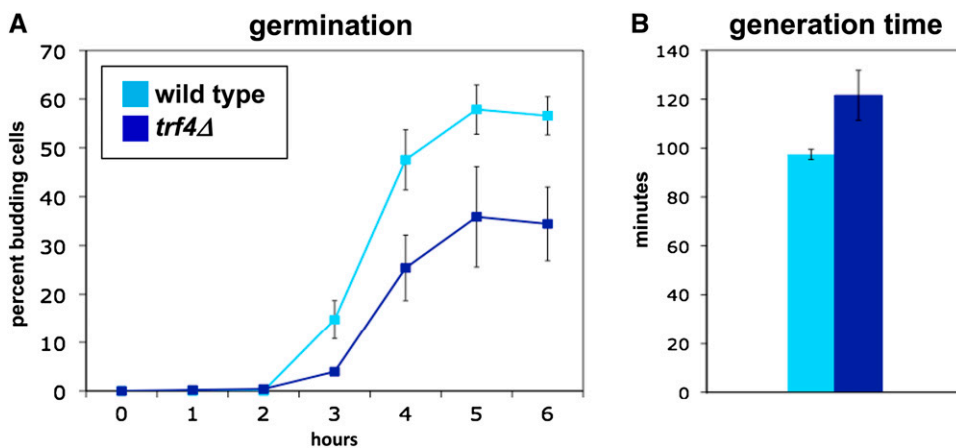 A
germination
70
60
50
40
30
20
10
0
percent budding cells
wild type
trf4Δ
0 1 2 3 4 5 6
hours
B
generation time
140
120
100
80
60
40
20
0
minutes